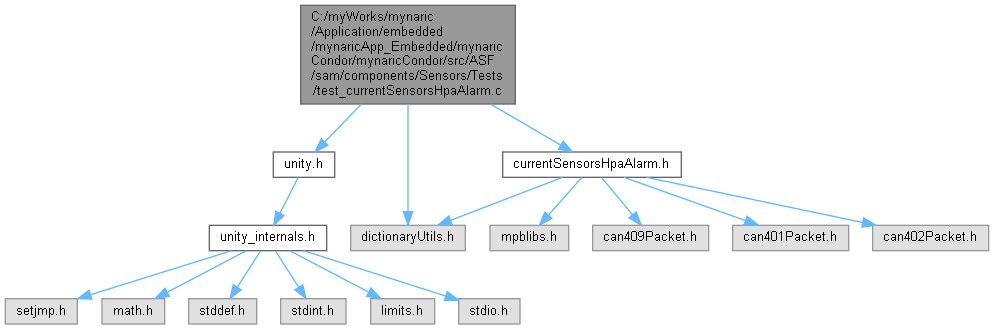 C:/myWorks/mynaric
/Application/embedded
/mynaricApp_Embedded/mynaric
Condor/mynaricCondor/src/ASF
/sam/components/Sensors/Tests
/test_currentSensorsHpaAlarm.c
unity.h
currentSensorsHpaAlarm.h
unity_internals.h
dictionaryUtils.h
mpblibs.h
can409Packet.h
can401Packet.h
can402Packet.h
setjmp.h
math.h
stddef.h
stdint.h
limits.h
stdio.h